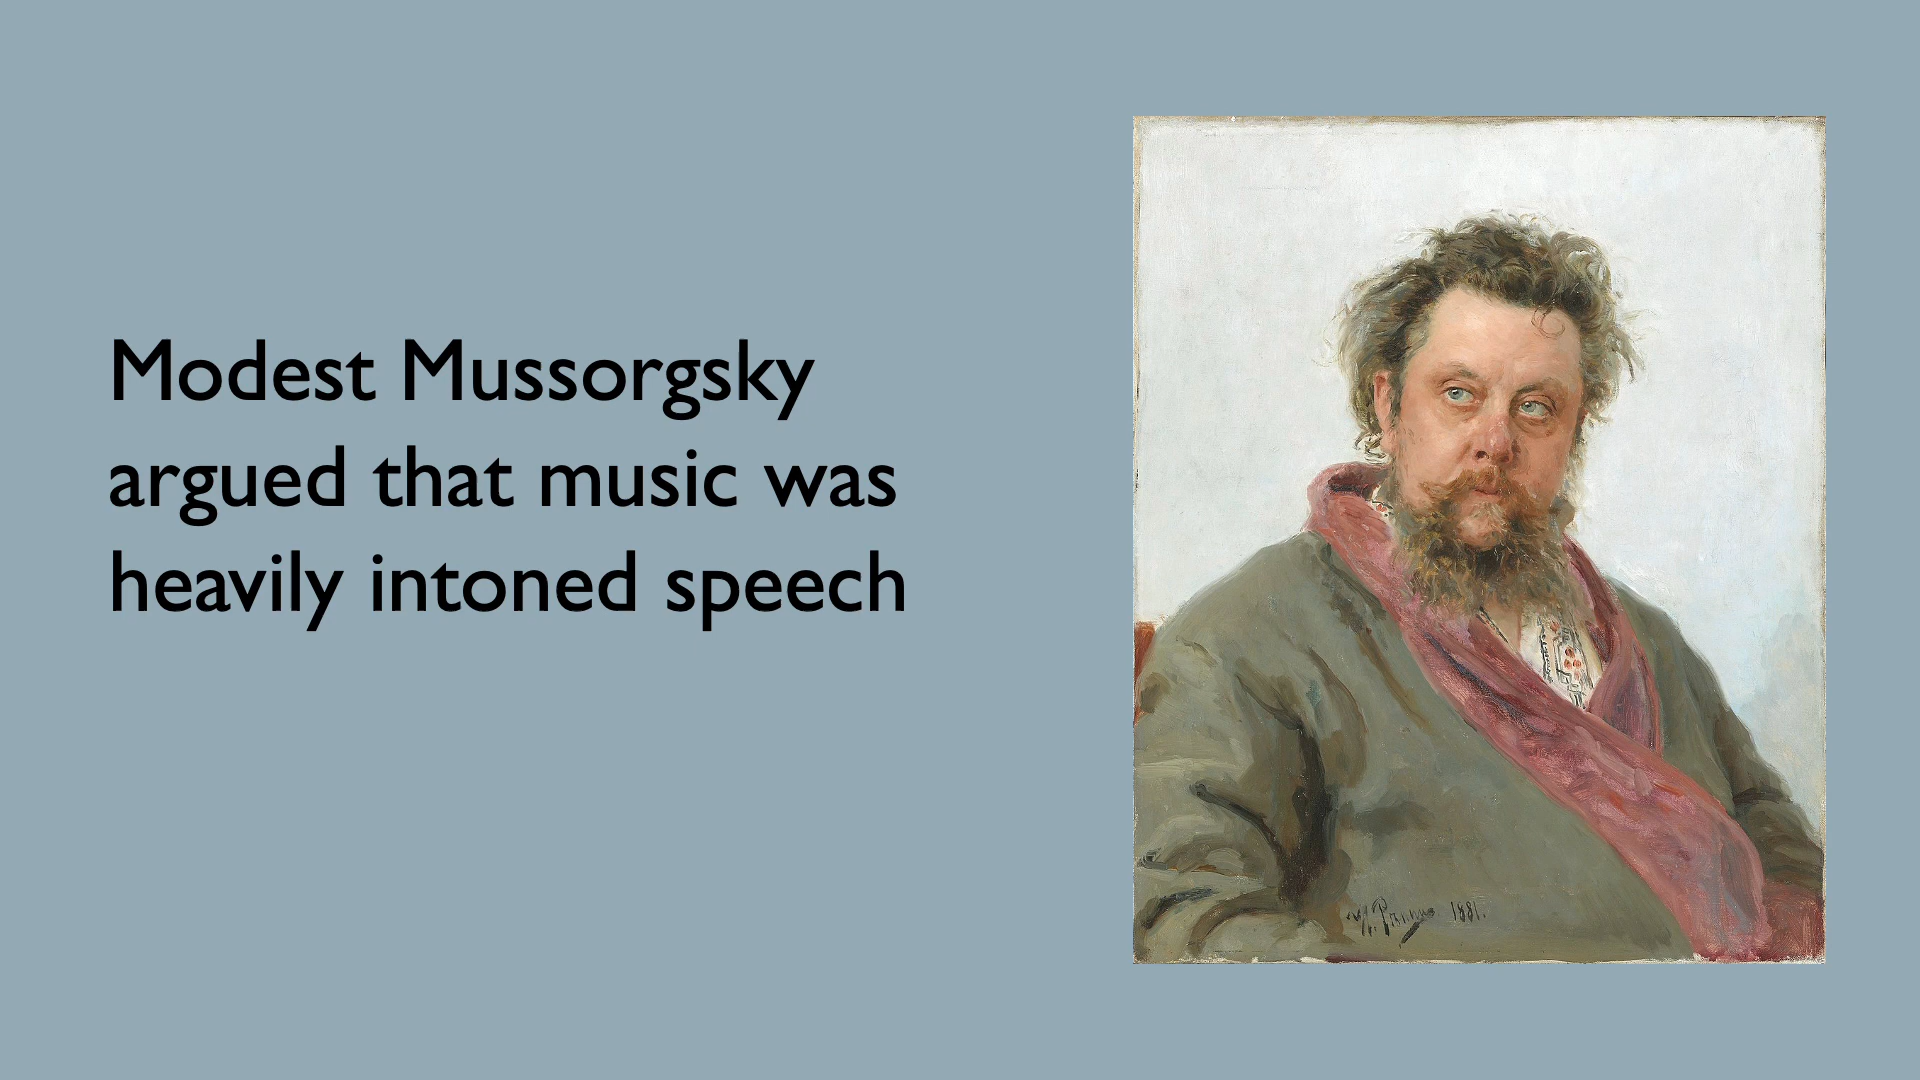 Modest Mussorgsky
argued that music was
heavily intoned speech
1881.